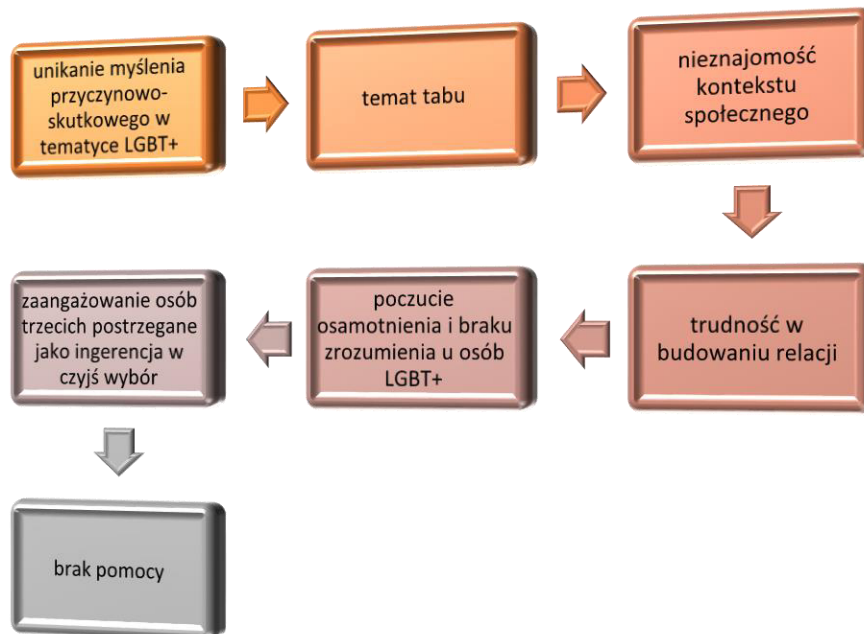 unikanie myślenia
przyczynowo-
skutkowego w
tematyce LGBT+
temat tabu
nieznajomość
kontekstu
społecznego
trudność w
budowaniu relacji
poczucie
osamotnienia i braku
zrozumienia u osób
LGBT+
zaangażowanie osób
trzecich postrzegane
jako ingerencja w
czyjś wybór
brak pomocy